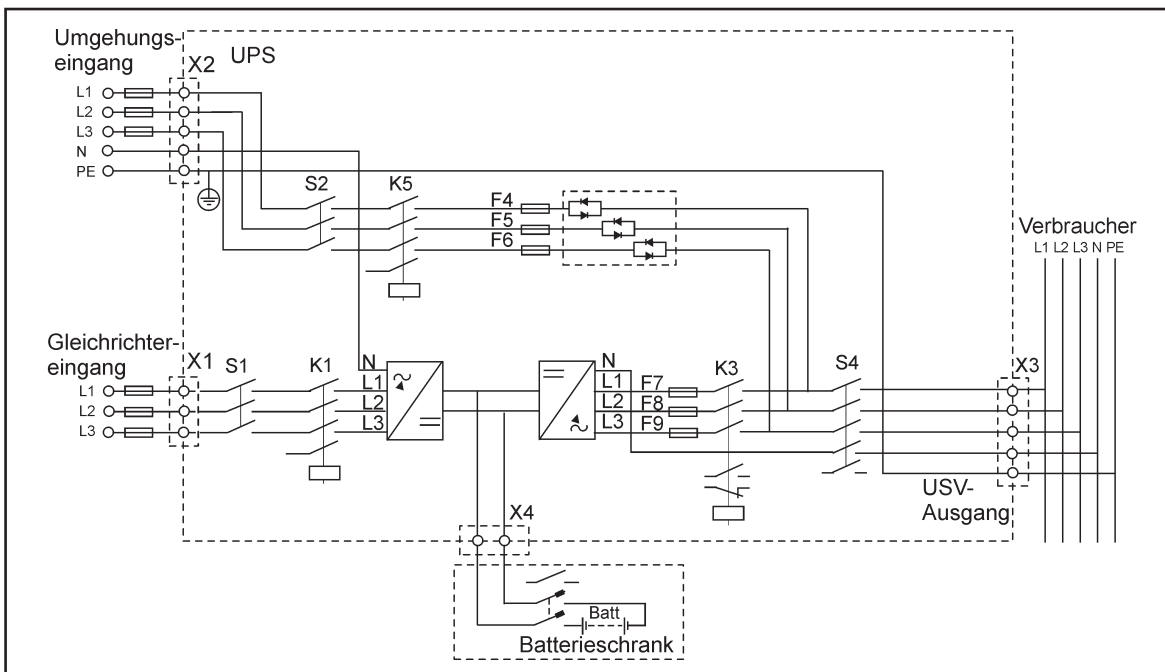 Umgehungs-
eingang
UPS
X2
L1
L2
L3
N
PE
S2
K5
F4
F5
F6
Verbraucher
L1 L2 L3 N PE
Gleichrichter-
eingang
X1
S1
K1
N
L1
L2
L3
L1
L2
L3
N
L1
L2
L3
F7
F8
F9
K3
S4
X3
USV-
Ausgang
X4
Batt
Batterieschrank